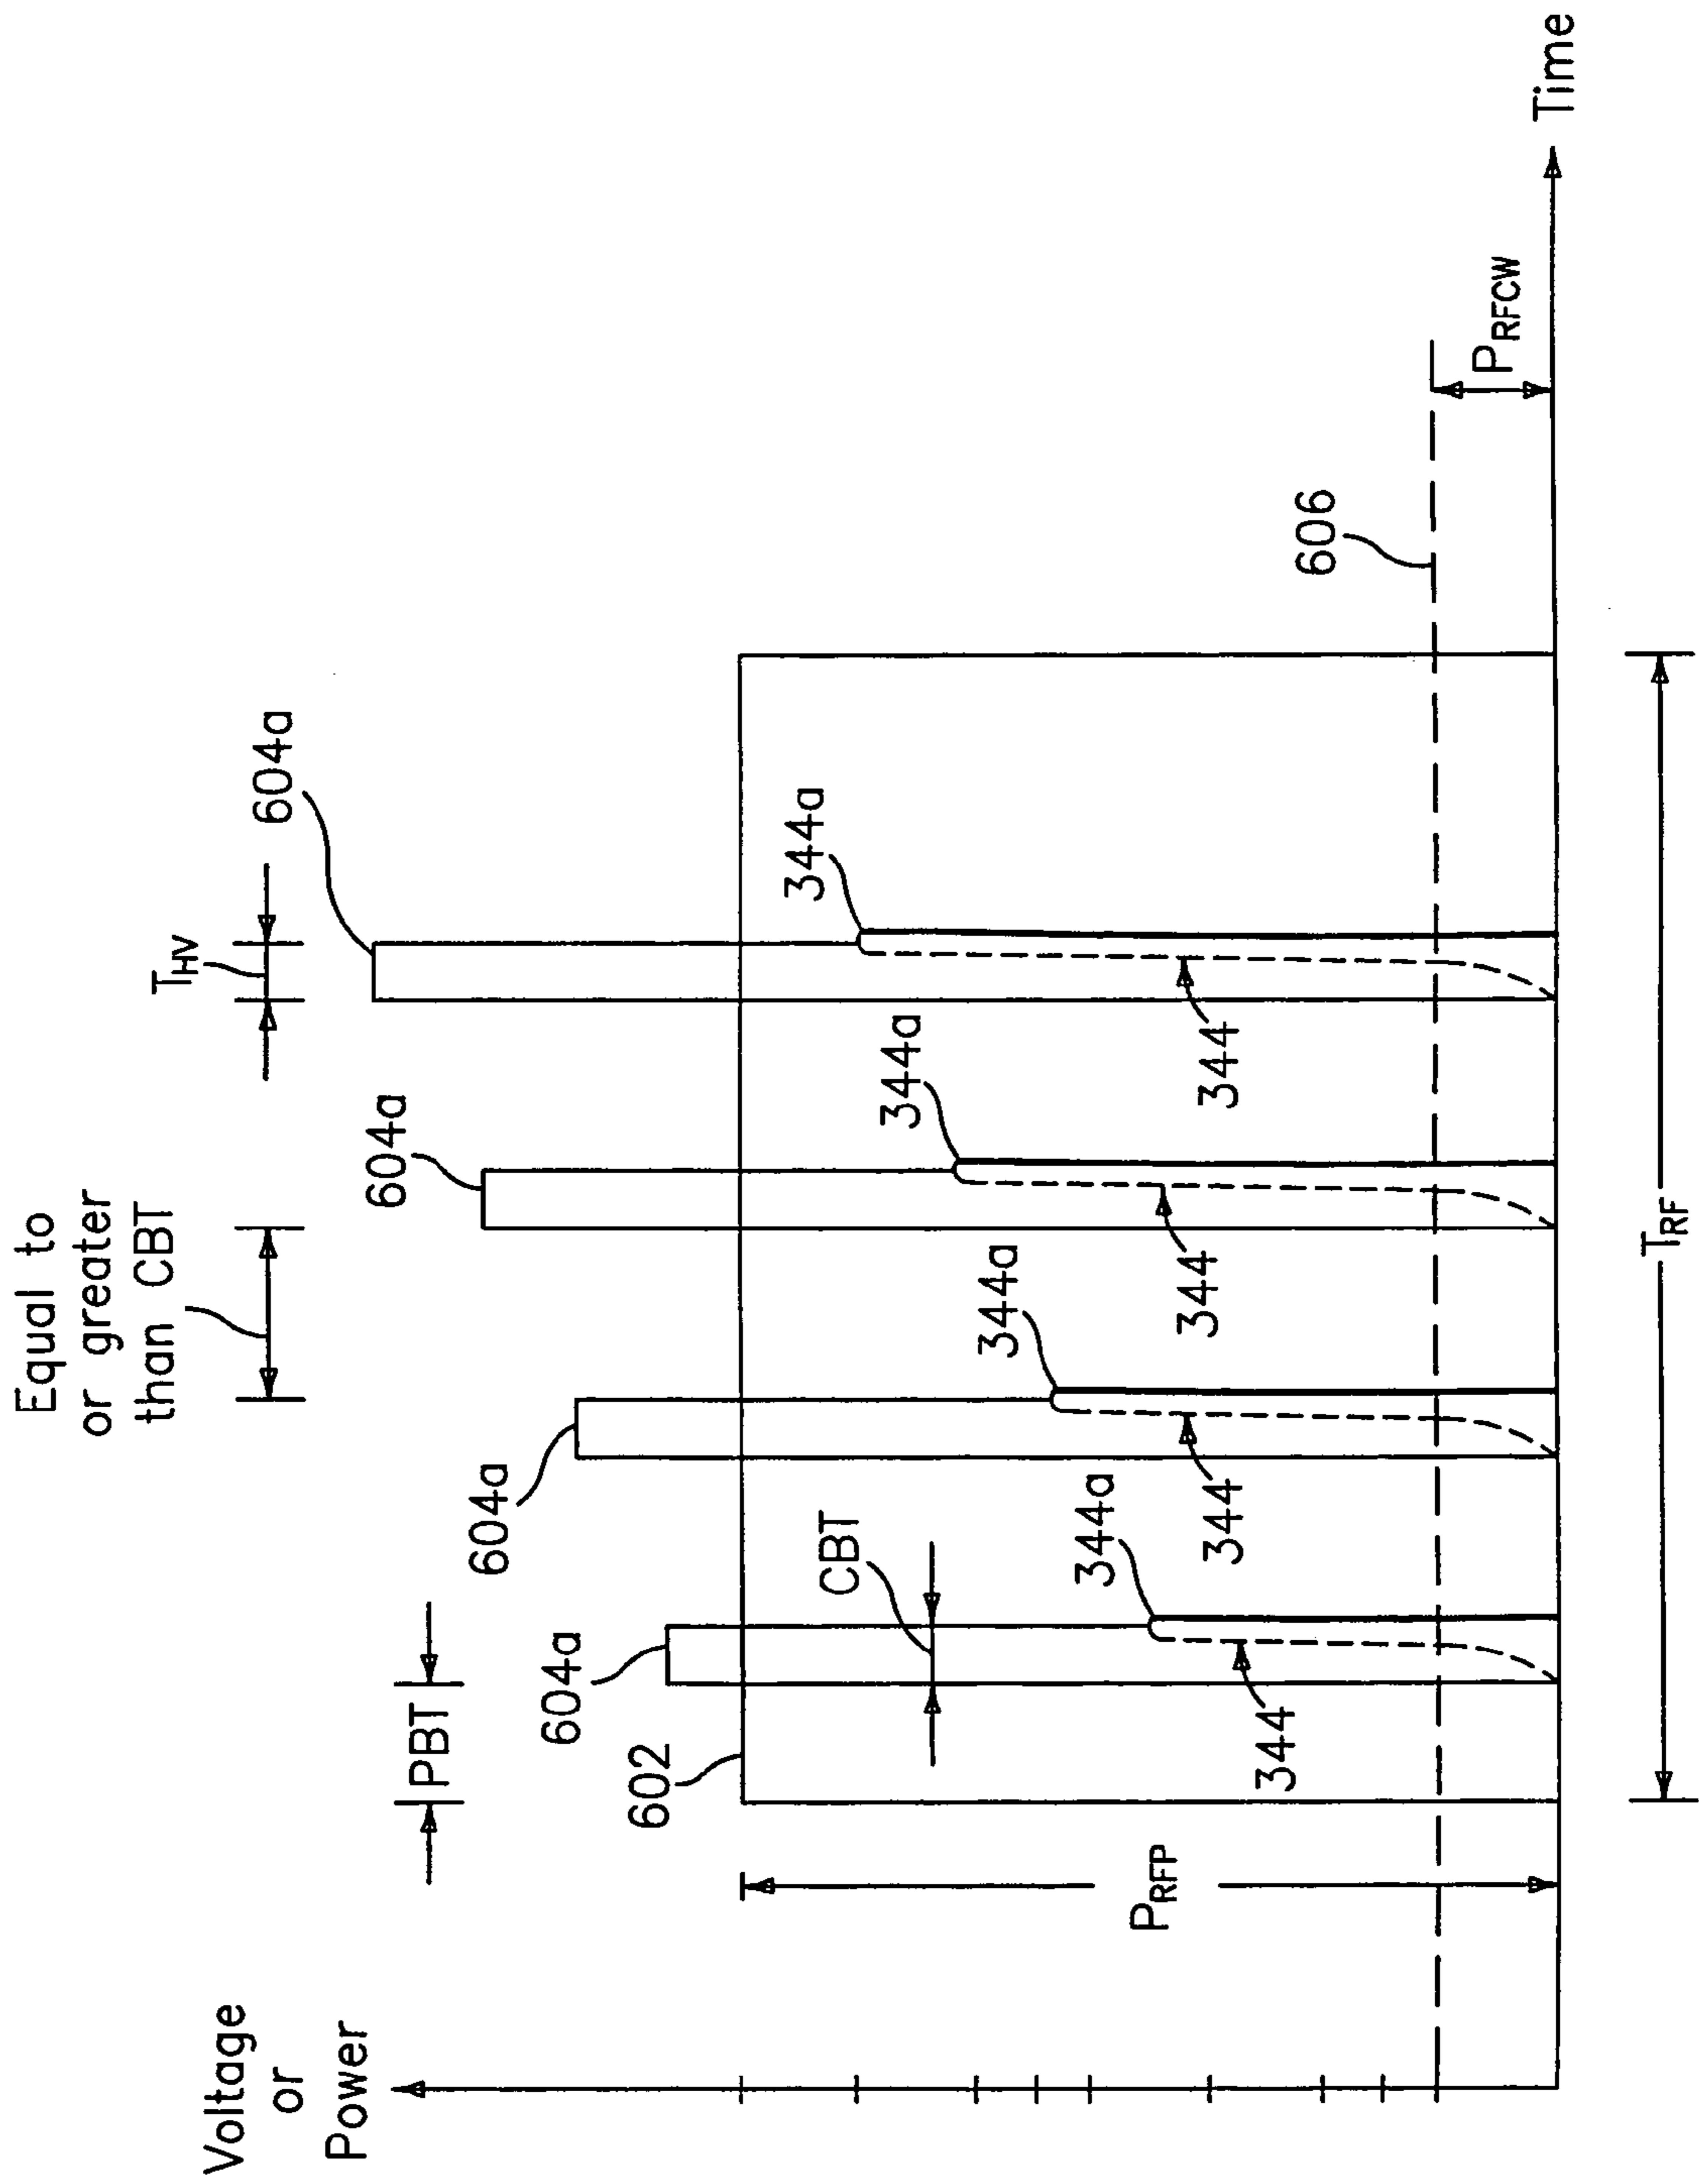 Voltage
or
Power
PBT
Equal to
or greater
than CBT
T_HV
604a
604a
604a
604a
602
CBT
344a
344a
344a
344a
344
344
344
344
606
P_RFP
P_RFCW
Time
T_RF